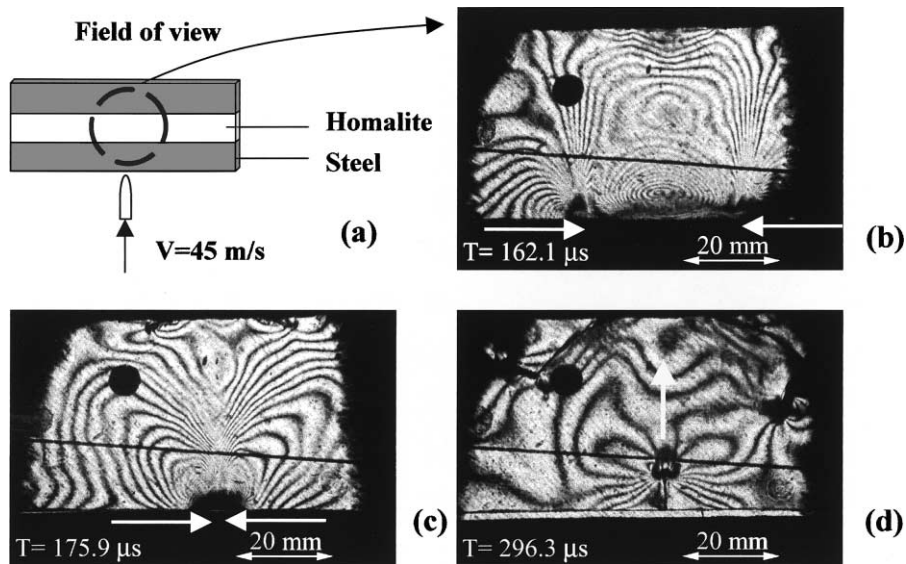 Field of view
Homalite
Steel
(a)
V=45 m/s
T= 162.1 μs
20 mm
(b)
T= 175.9 μs
20 mm
(c)
T= 296.3 μs
20 mm
(d)